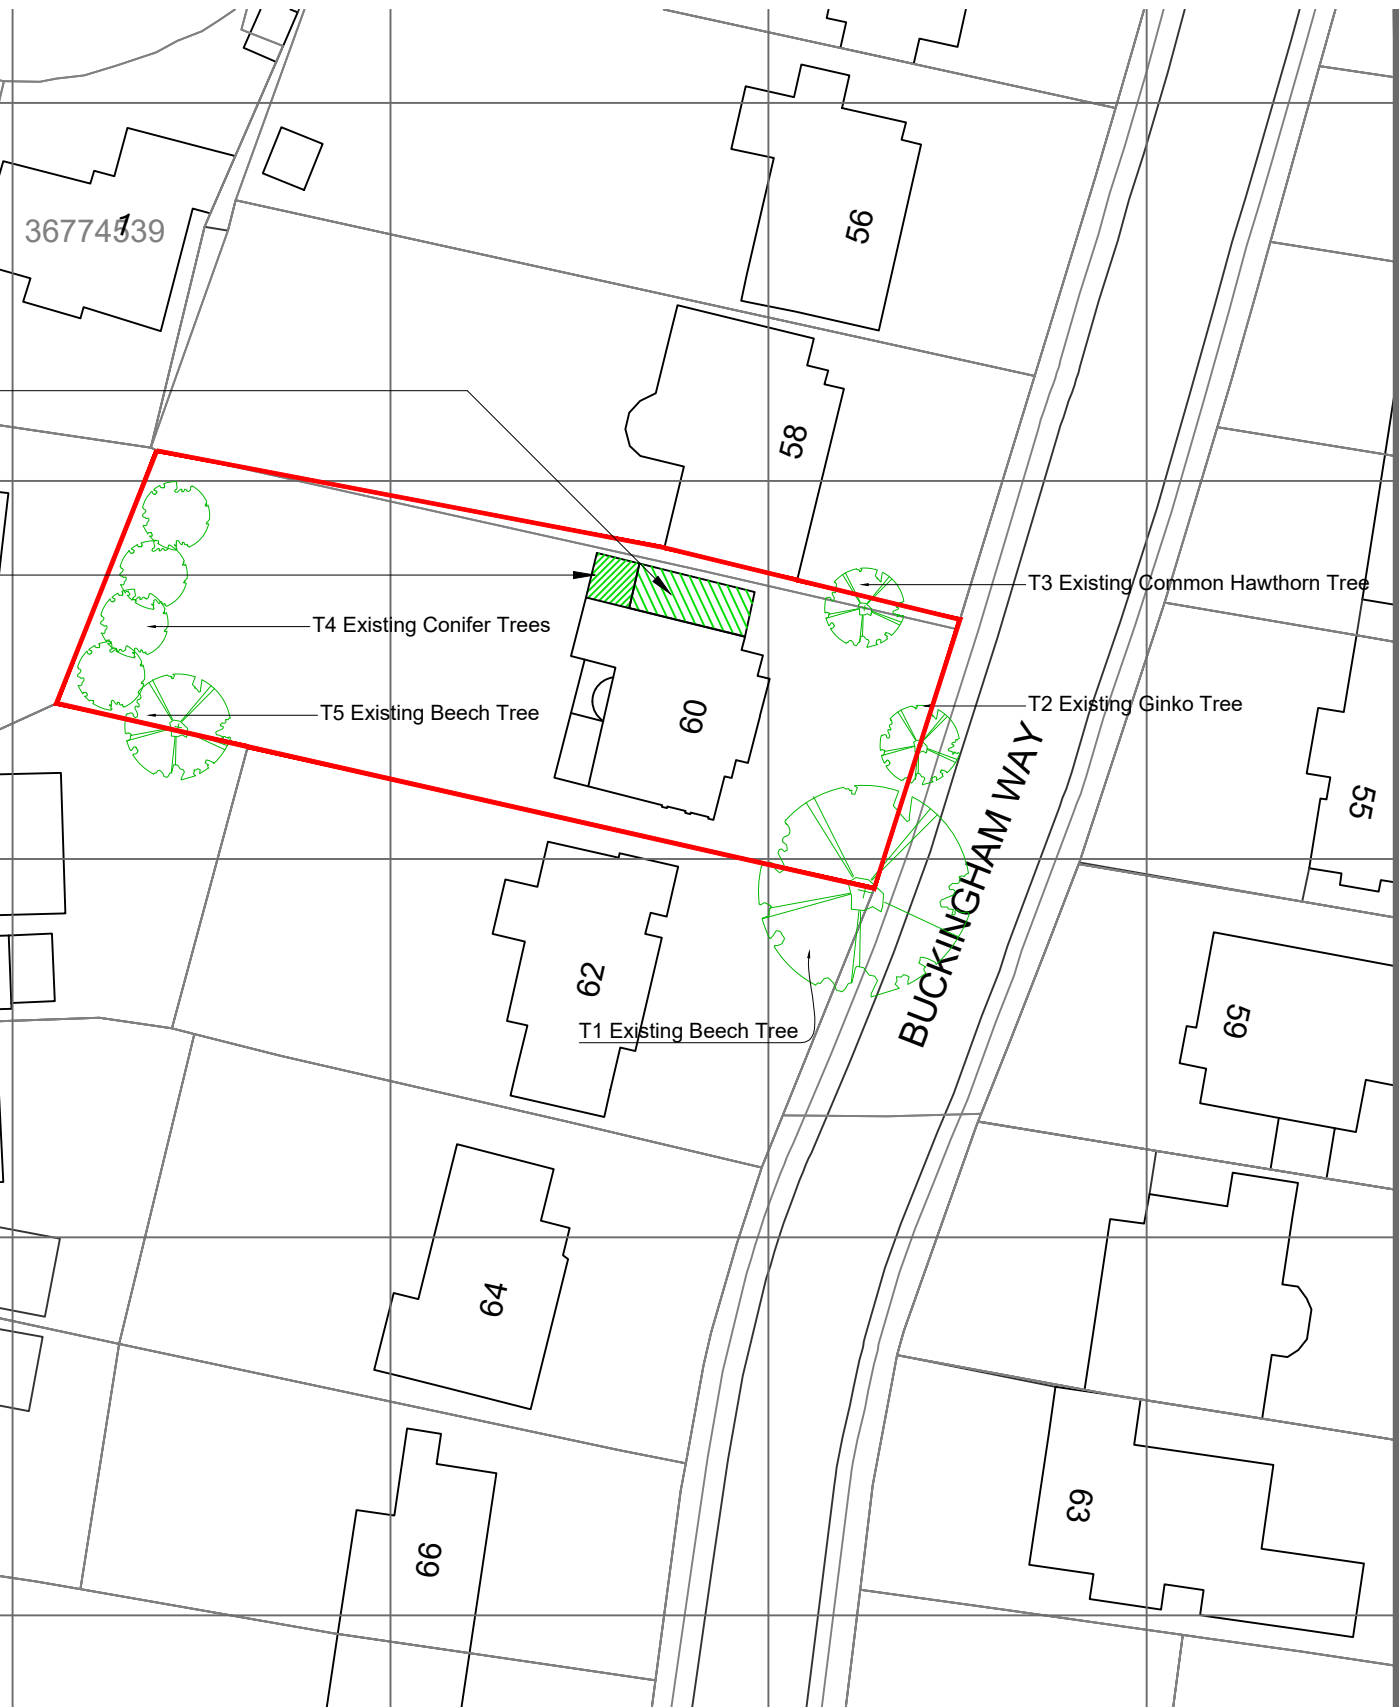 56
1
36774539
58
T3 Existing Common Hawthorn Tree
T4 Existing Conifer Trees
T2 Existing Ginko Tree
T5 Existing Beech Tree
60
55
BUCKINGHAM WAY
62
59
T1 Existing Beech Tree
64
63
66